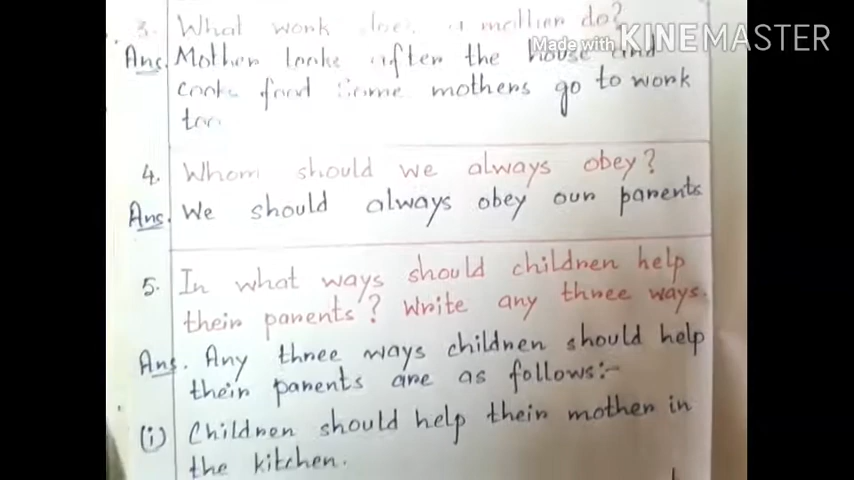 3. What work does a mother do?
Made with KINEMASTER
Ans. Mother looks after the house and
cooks food Some mothers go to work
too
4. Whom should we always obey?
Ans. We should always obey our parents
5. In what ways should children help
their parents? Write any three ways.
Ans. Any three ways children should help
their parents are as follows:-
(i) Children should help their mother in
the kitchen.